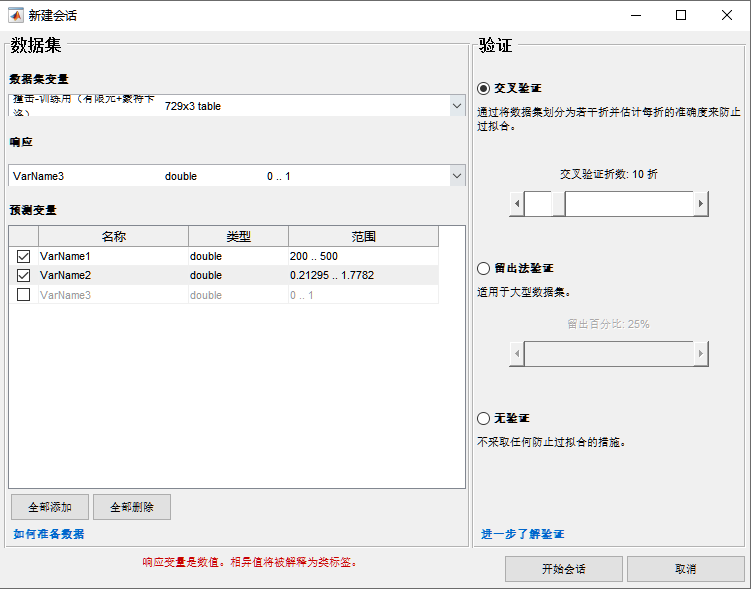 新建会话
数据集
数据集变量
撞击-训练用（有限元+蒙特卡
洛）
729x3 table
响应
VarName3 double 0 .. 1
预测变量
名称 类型 范围
VarName1 double 200 .. 500
VarName2 double 0.21295 .. 1.7782
VarName3 double 0 .. 1
全部添加 全部删除
如何准备数据
响应变量是数值。相异值将被解释为类标签。
验证
交叉验证
通过将数据集划分为若干折并估计每折的准确度来防止
过拟合。
交叉验证折数: 10 折
留出法验证
适用于大型数据集。
留出百分比: 25%
无验证
不采取任何防止过拟合的措施。
进一步了解验证
开始会话 取消